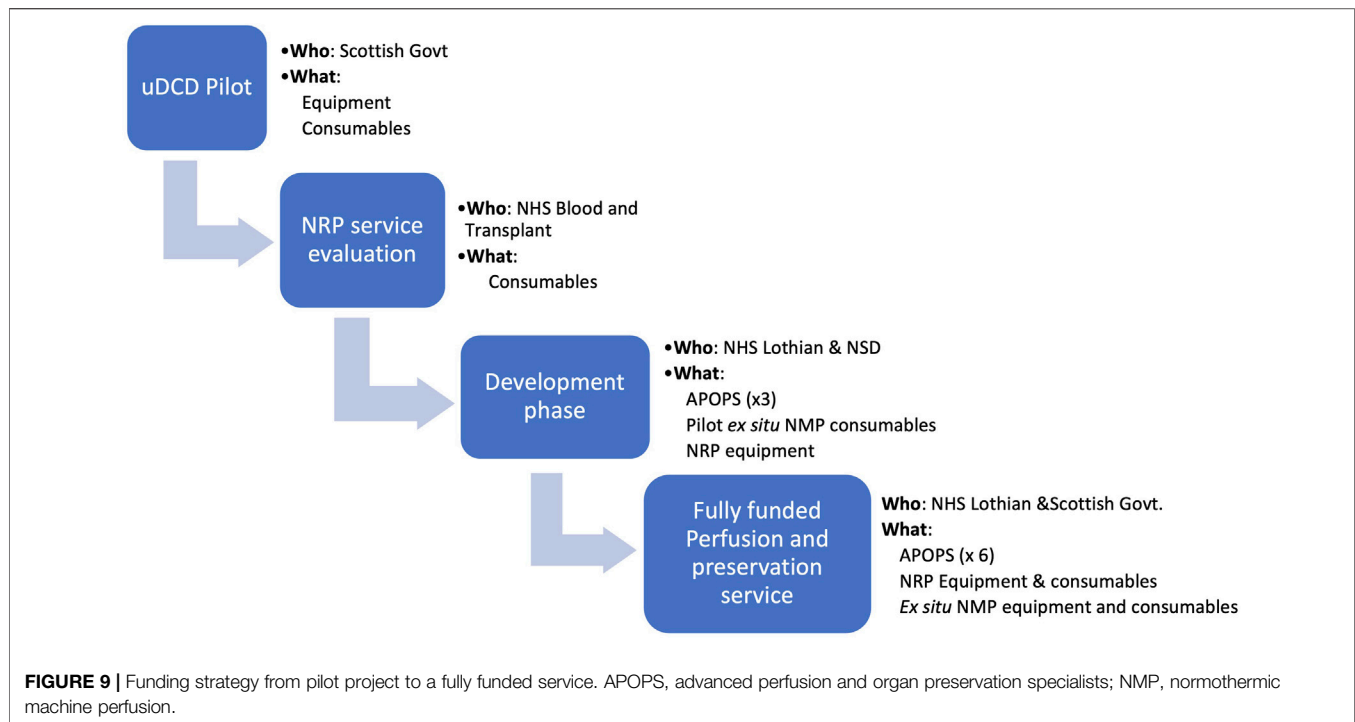 uDCD Pilot
•Who: Scottish Govt
•What:
Equipment
Consumables
NRP service
evaluation
•Who: NHS Blood and
Transplant
•What:
Consumables
Development
phase
•Who: NHS Lothian & NSD
•What:
APOPS (x3)
Pilot ex situ NMP consumables
NRP equipment
Fully funded
Perfusion and
preservation
service
Who: NHS Lothian &Scottish Govt.
What:
APOPS (x 6)
NRP Equipment & consumables
Ex situ NMP equipment and consumables
FIGURE 9 | Funding strategy from pilot project to a fully funded service. APOPS, advanced perfusion and organ preservation specialists; NMP, normothermic
machine perfusion.